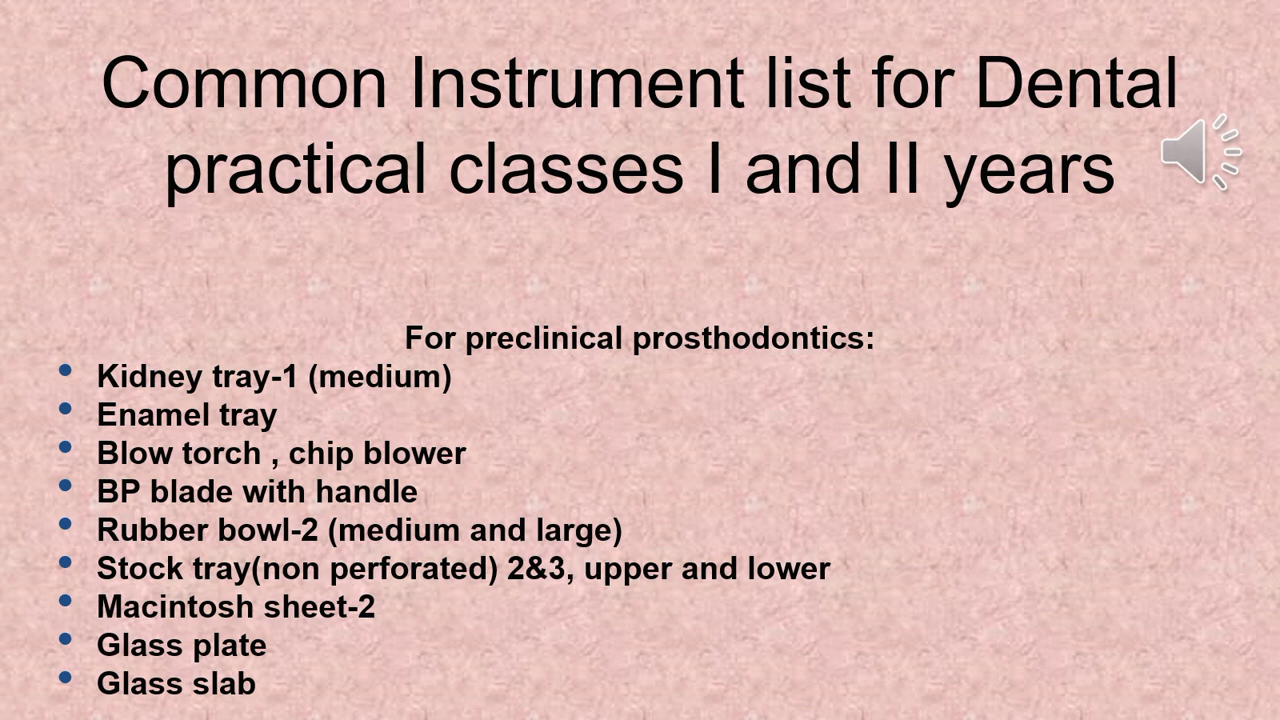 Common Instrument list for Dental
practical classes I and II years
For preclinical prosthodontics:
• Kidney tray-1 (medium)
• Enamel tray
• Blow torch , chip blower
• BP blade with handle
• Rubber bowl-2 (medium and large)
• Stock tray(non perforated) 2&3, upper and lower
• Macintosh sheet-2
• Glass plate
• Glass slab